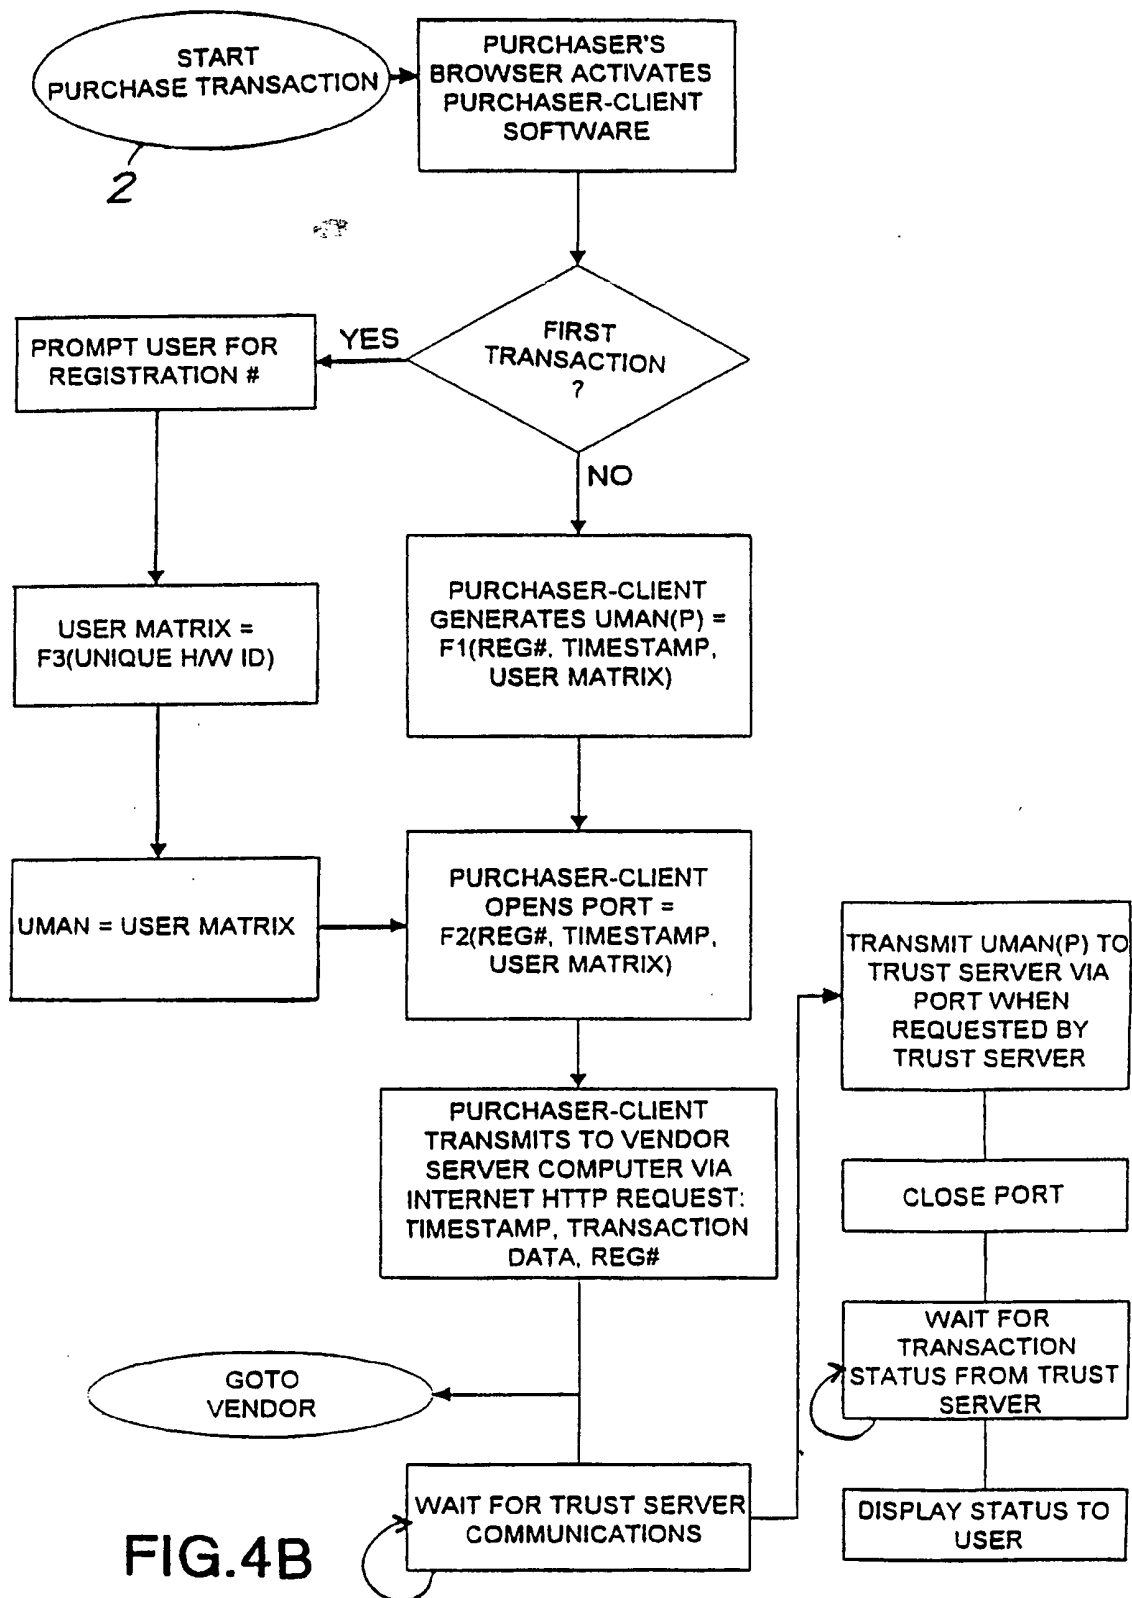 START
PURCHASE TRANSACTION
2
PURCHASER'S
BROWSER ACTIVATES
PURCHASER-CLIENT
SOFTWARE
FIRST
TRANSACTION
?
YES
NO
PROMPT USER FOR
REGISTRATION #
USER MATRIX =
F3(UNIQUE H/W ID)
UMAN = USER MATRIX
PURCHASER-CLIENT
GENERATES UMAN(P) =
F1(REG#, TIMESTAMP,
USER MATRIX)
PURCHASER-CLIENT
OPENS PORT =
F2(REG#, TIMESTAMP,
USER MATRIX)
PURCHASER-CLIENT
TRANSMITS TO VENDOR
SERVER COMPUTER VIA
INTERNET HTTP REQUEST:
TIMESTAMP, TRANSACTION
DATA, REG#
GOTO
VENDOR
WAIT FOR TRUST SERVER
COMMUNICATIONS
TRANSMIT UMAN(P) TO
TRUST SERVER VIA
PORT WHEN
REQUESTED BY
TRUST SERVER
CLOSE PORT
WAIT FOR
TRANSACTION
STATUS FROM TRUST
SERVER
DISPLAY STATUS TO
USER
FIG.4B